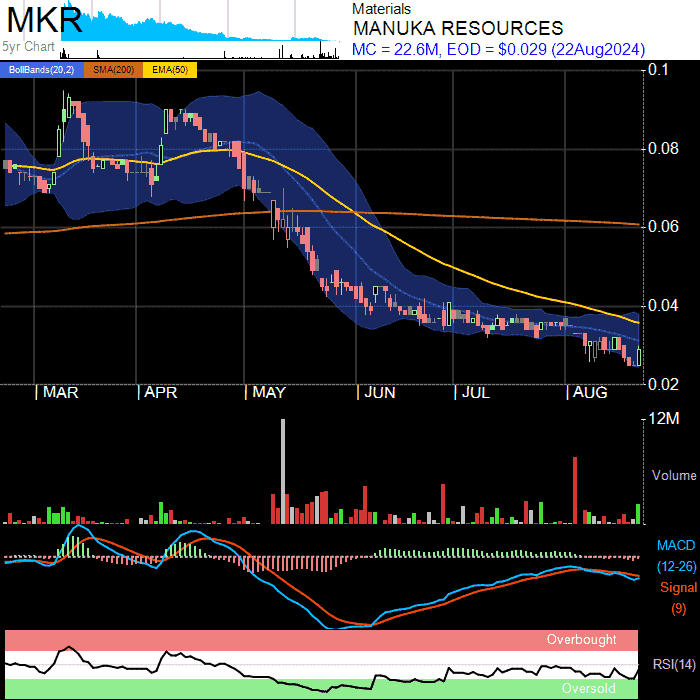 MKR
5yr Chart
Materials
MANUKA RESOURCES
MC = 22.6M, EOD = $0.029 (22Aug2024)
BollBands(20,2) SMA(200) EMA(50)
0.1
0.08
0.06
0.04
0.02
| MAR | APR | MAY | JUN | JUL | AUG
12M
Volume
MACD
(12-26)
Signal
(9)
Overbought
RSI(14)
Oversold